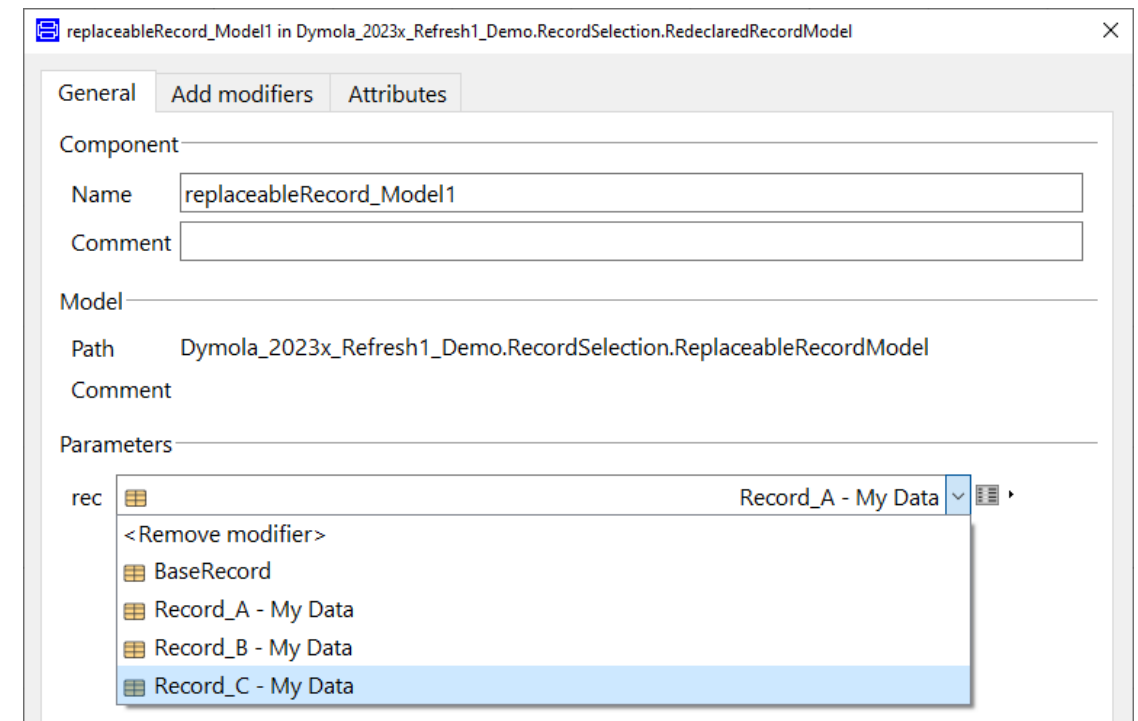 replaceableRecord_Model1 in Dymola_2023x_Refresh1_Demo.RecordSelection.RedeclaredRecordModel
General Add modifiers Attributes
Component
Name replaceableRecord_Model1
Comment
Model
Path Dymola_2023x_Refresh1_Demo.RecordSelection.ReplaceableRecordModel
Comment
Parameters
rec Record_A - My Data
<Remove modifier>
BaseRecord
Record_A - My Data
Record_B - My Data
Record_C - My Data